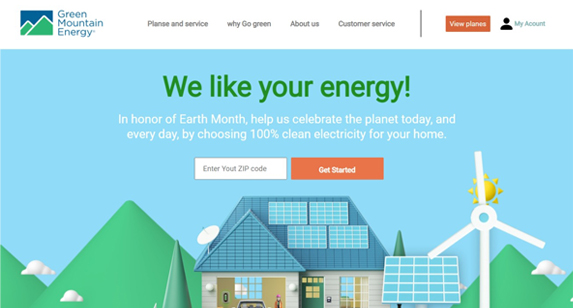 Green
Mountain
Energy
Planse and service why Go green About us Customer service View planes My Acount
We like your energy!
In honor of Earth Month, help us celebrate the planet today, and
every day, by choosing 100% clean electricity for your home.
Enter Yout ZIP code Get Started